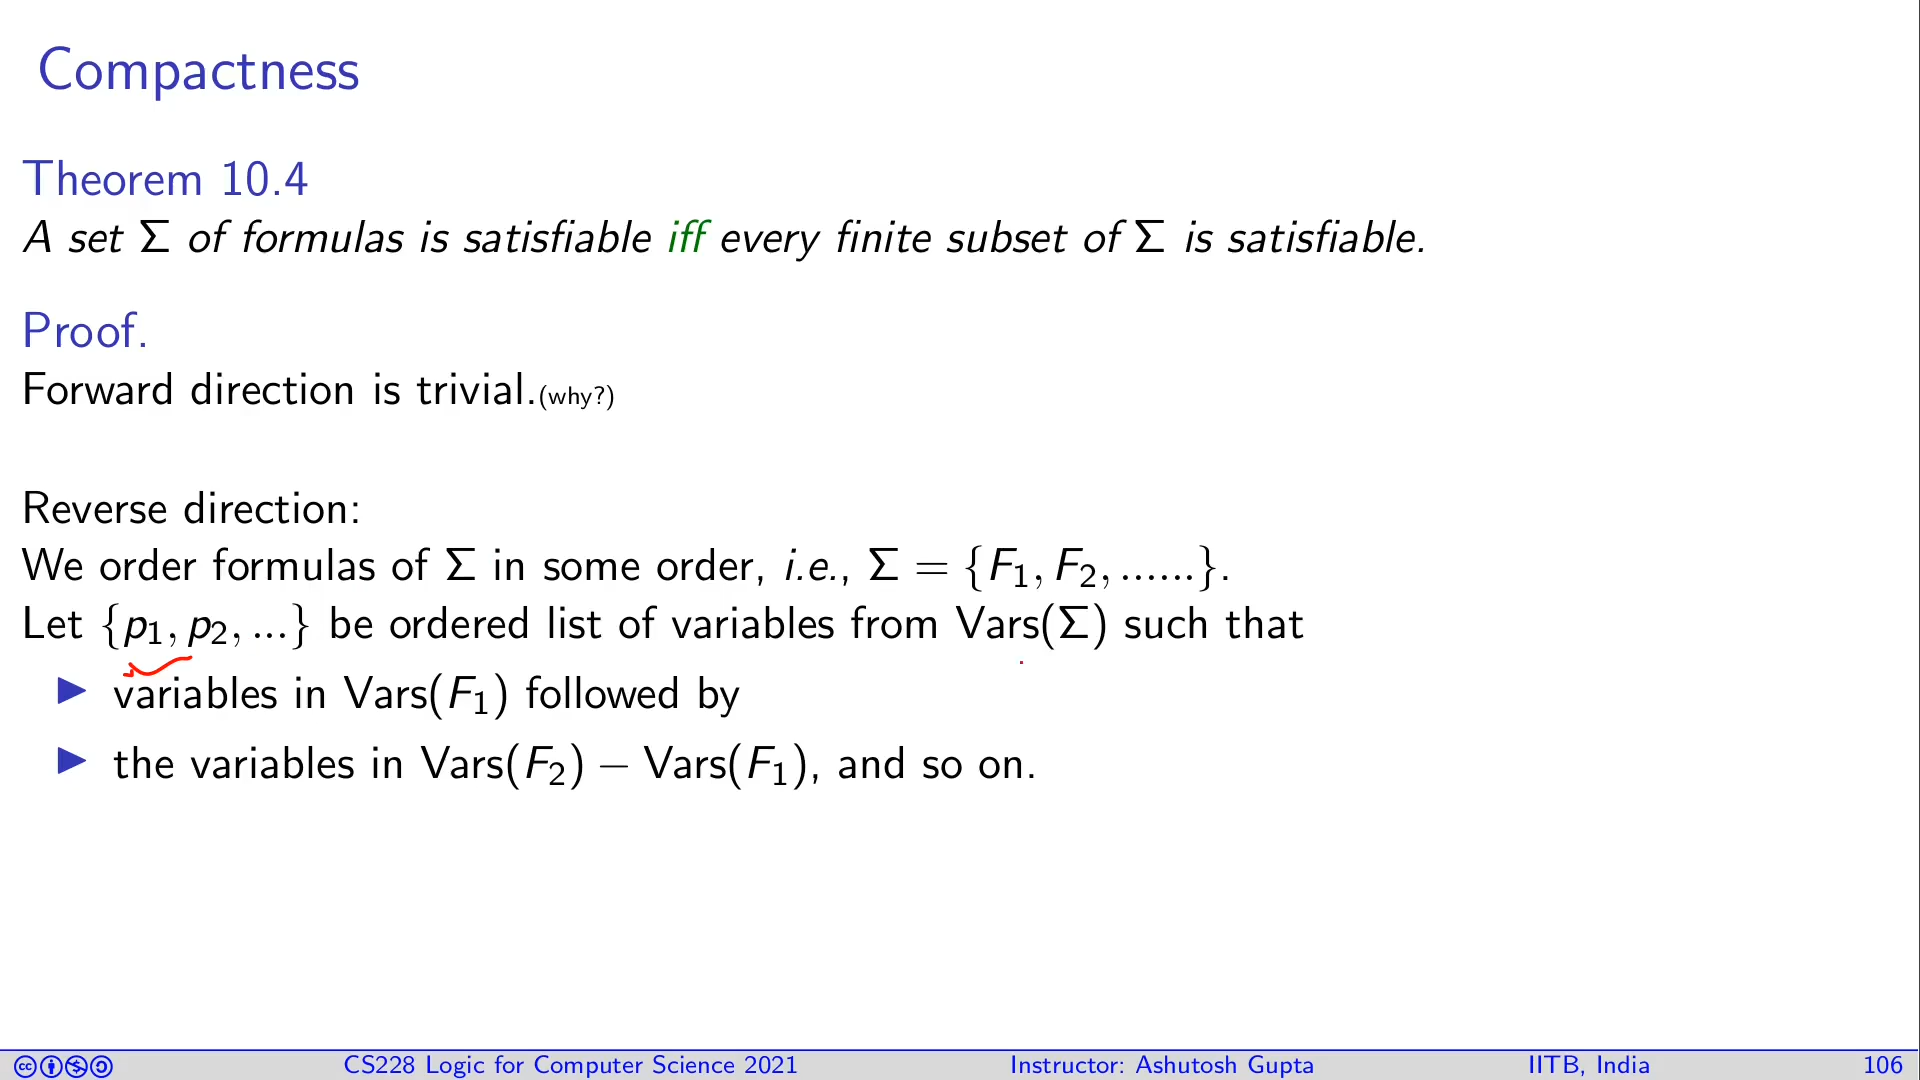 Compactness
Theorem 10.4
A set Σ of formulas is satisfiable iff every finite subset of Σ is satisfiable.
Proof.
Forward direction is trivial.(why?)
Reverse direction:
We order formulas of Σ in some order, i.e., Σ = {F₁, F₂, ......}.
Let {p₁, p₂, ...} be ordered list of variables from Vars(Σ) such that
▶ variables in Vars(F₁) followed by
▶ the variables in Vars(F₂) − Vars(F₁), and so on.
CS228 Logic for Computer Science 2021 Instructor: Ashutosh Gupta IITB, India 106